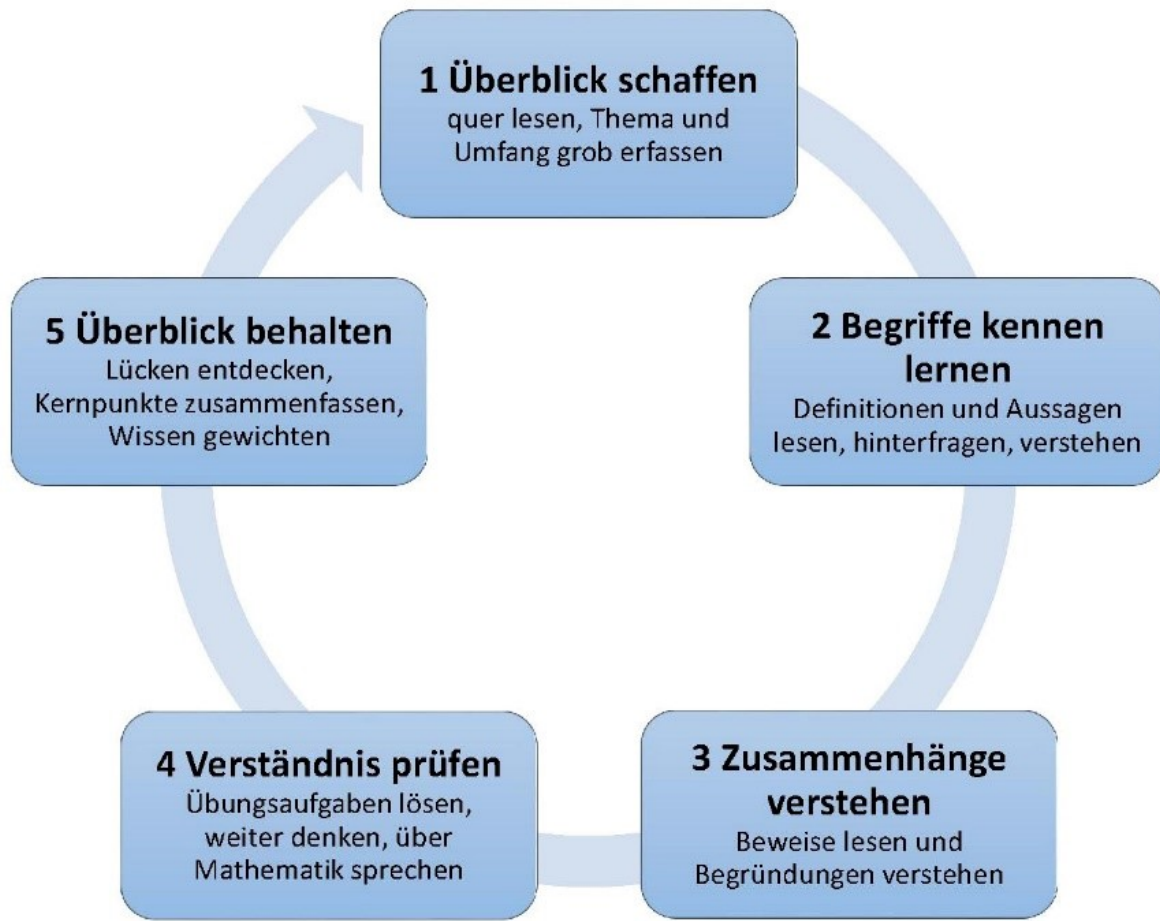 1 Überblick schaffen
quer lesen, Thema und
Umfang grob erfassen
2 Begriffe kennen
lernen
Definitionen und Aussagen
lesen, hinterfragen, verstehen
3 Zusammenhänge
verstehen
Beweise lesen und
Begründungen verstehen
4 Verständnis prüfen
Übungsaufgaben lösen,
weiter denken, über
Mathematik sprechen
5 Überblick behalten
Lücken entdecken,
Kernpunkte zusammenfassen,
Wissen gewichten